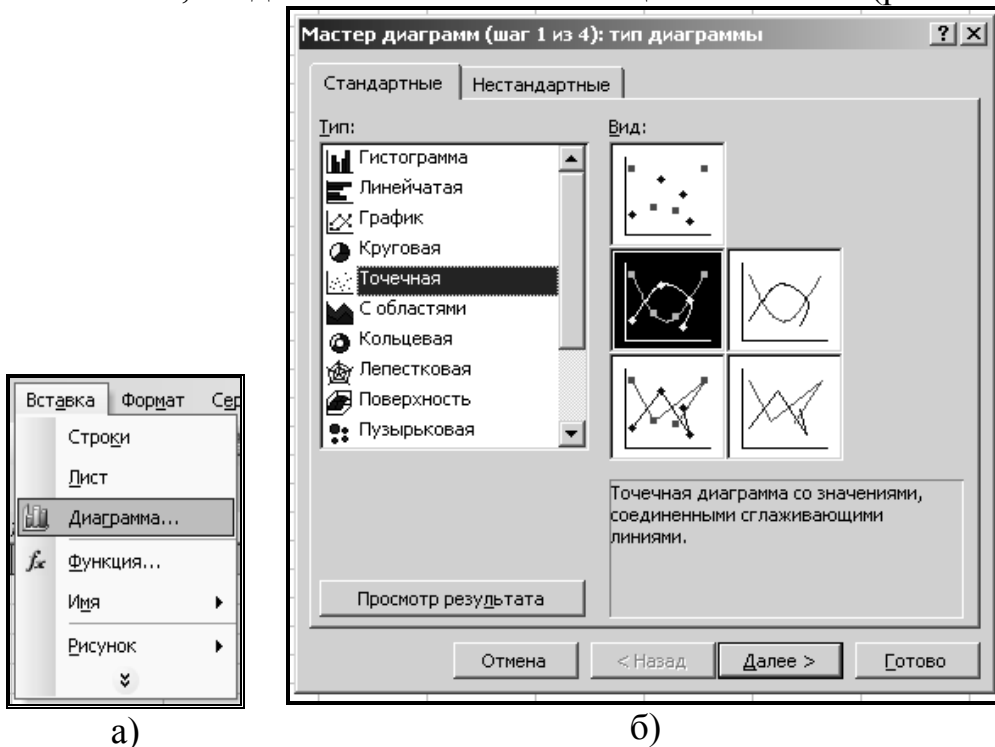 Мастер диаграмм (шаг 1 из 4): тип диаграммы
Стандартные Нестандартные
Тип:
Гистограмма
Линейчатая
График
Круговая
Точечная
С областями
Кольцевая
Лепестковая
Поверхность
Пузырьковая
Вид:
Точечная диаграмма со значениями,
соединенными сглаживающими
линиями.
Просмотр результата
Отмена < Назад Далее > Готово
Вставка Формат Сер
Строки
Лист
Диаграмма...
Функция...
Имя
Рисунок
а)
б)